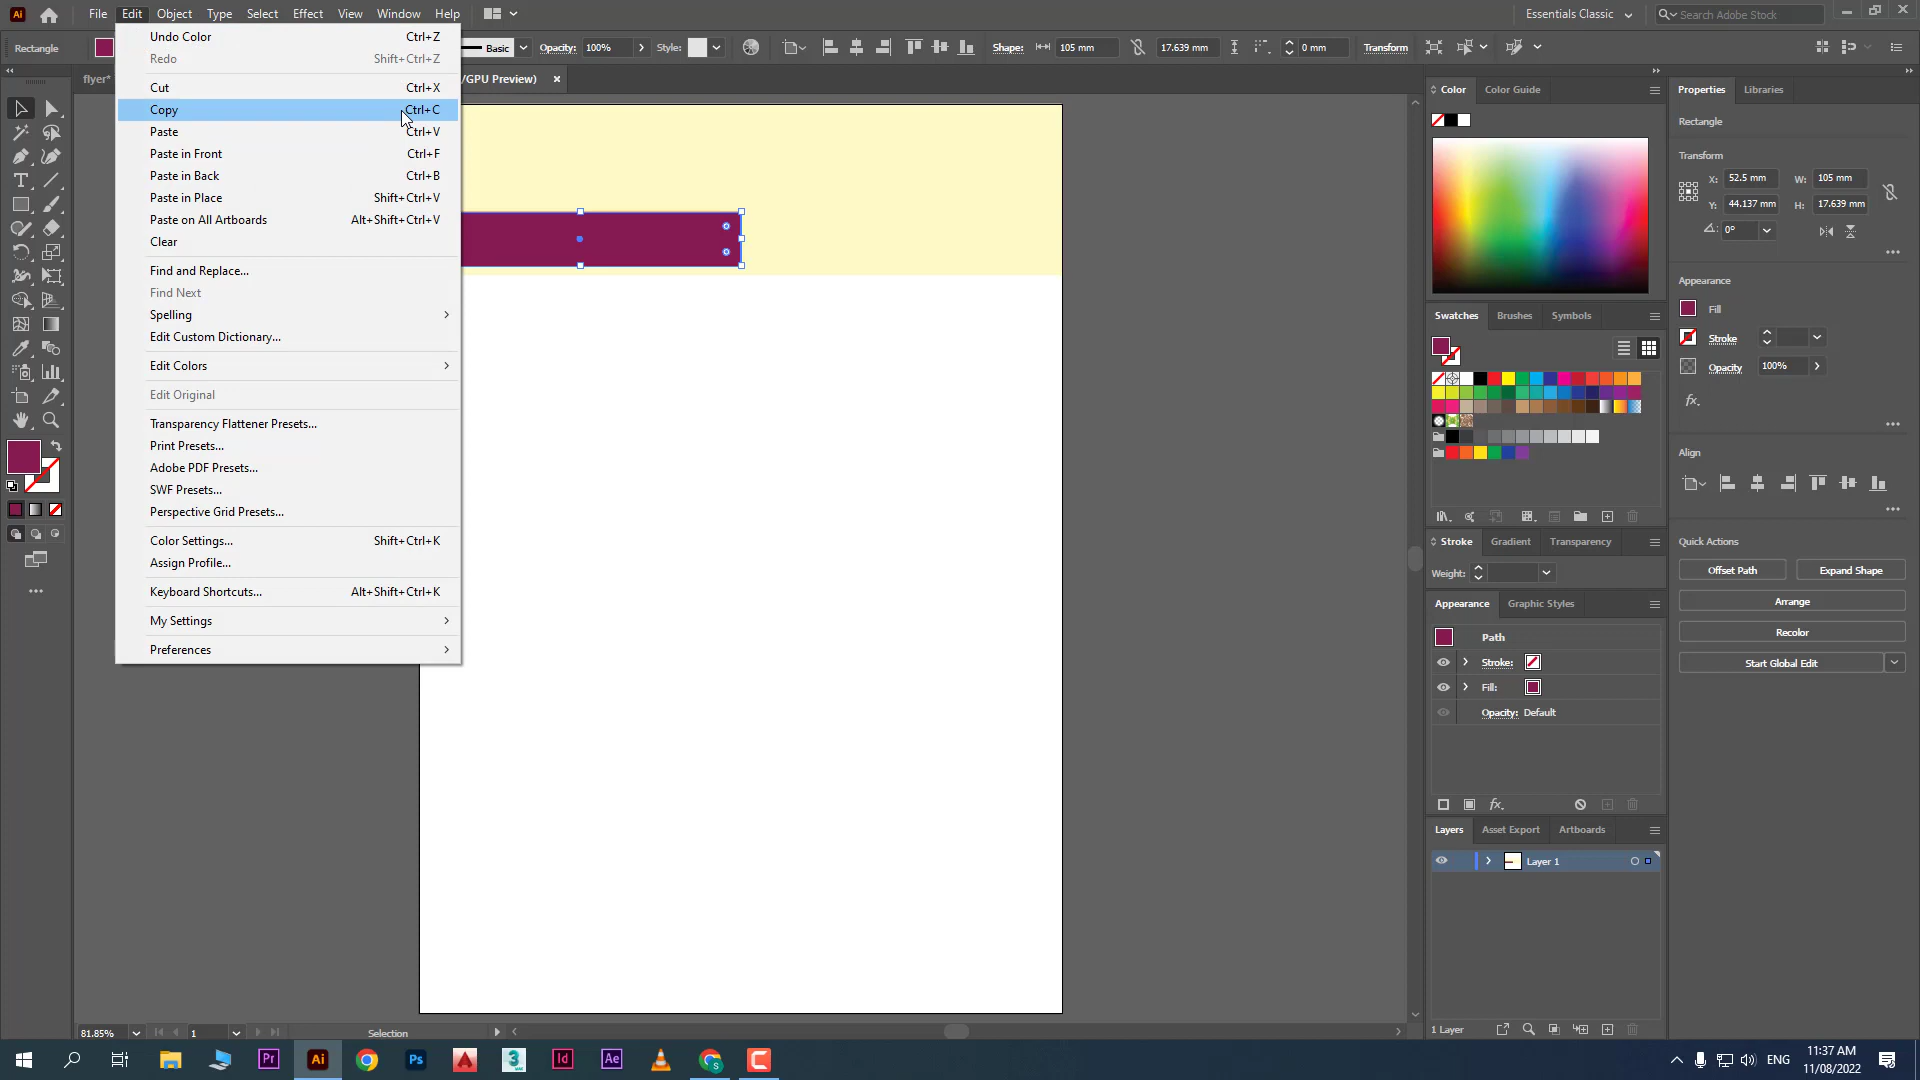 Ai File Edit Object Type Select Effect View Window Help Essentials Classic Search Adobe Stock
Rectangle Basic Opacity: 100% Style: Shape: 105 mm 17.639 mm 0 mm Transform
flyer* /GPU Preview) ×
Undo Color Ctrl+Z
Redo Shift+Ctrl+Z
Cut Ctrl+X
Copy Ctrl+C
Paste Ctrl+V
Paste in Front Ctrl+F
Paste in Back Ctrl+B
Paste in Place Shift+Ctrl+V
Paste on All Artboards Alt+Shift+Ctrl+V
Clear
Find and Replace...
Find Next
Spelling
Edit Custom Dictionary...
Edit Colors
Edit Original
Transparency Flattener Presets...
Print Presets...
Adobe PDF Presets...
SWF Presets...
Perspective Grid Presets...
Color Settings... Shift+Ctrl+K
Assign Profile...
Keyboard Shortcuts... Alt+Shift+Ctrl+K
My Settings
Preferences
Color Color Guide
Swatches Brushes Symbols
Stroke Gradient Transparency
Weight:
Appearance Graphic Styles
Path
Stroke:
Fill:
Opacity: Default
fx.
Layers Asset Export Artboards
Layer 1
1 Layer
Properties Libraries
Rectangle
Transform
X: 52.5 mm W: 105 mm
Y: 44.137 mm H: 17.639 mm
0°
Appearance
Fill
Stroke
Opacity 100%
fx.
Align
Quick Actions
Offset Path Expand Shape
Arrange
Recolor
Start Global Edit
81.85% 1 Selection
Pr Ai Ps A 3 Id Ae C ENG 11:37 AM
11/08/2022